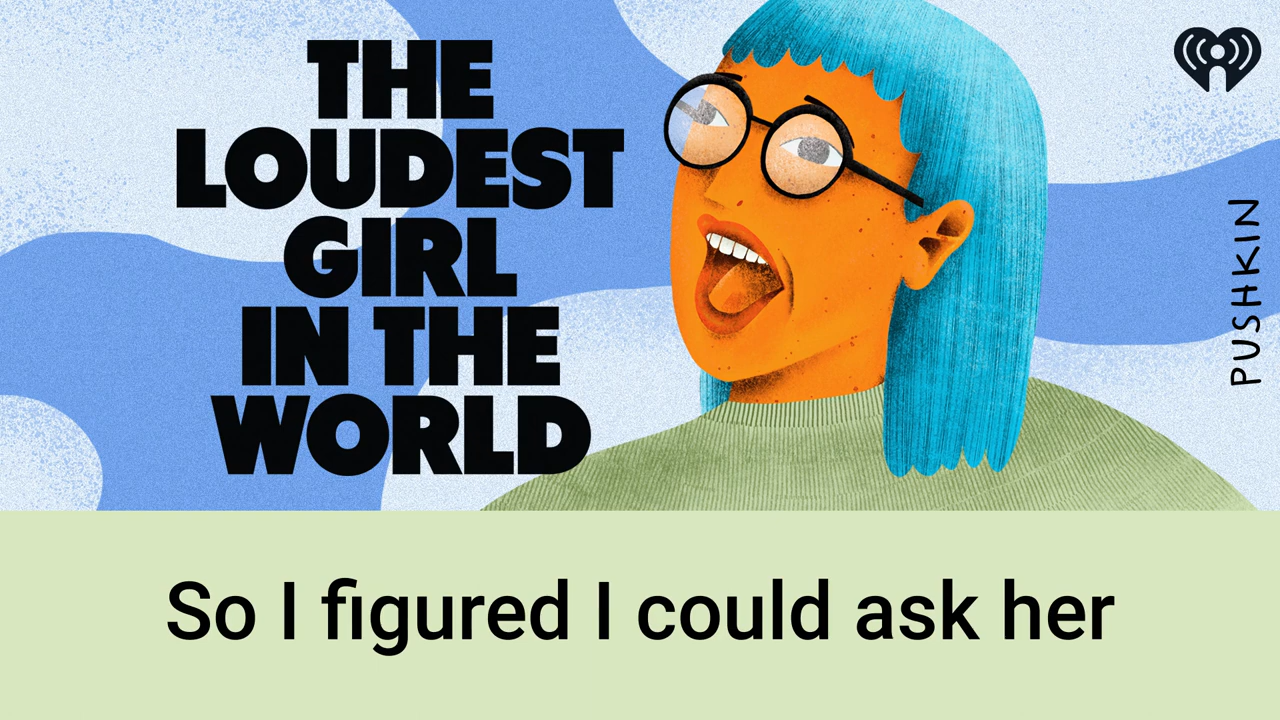 THE
LOUDEST
GIRL
IN THE
WORLD
PUSHKIN
So I figured I could ask her